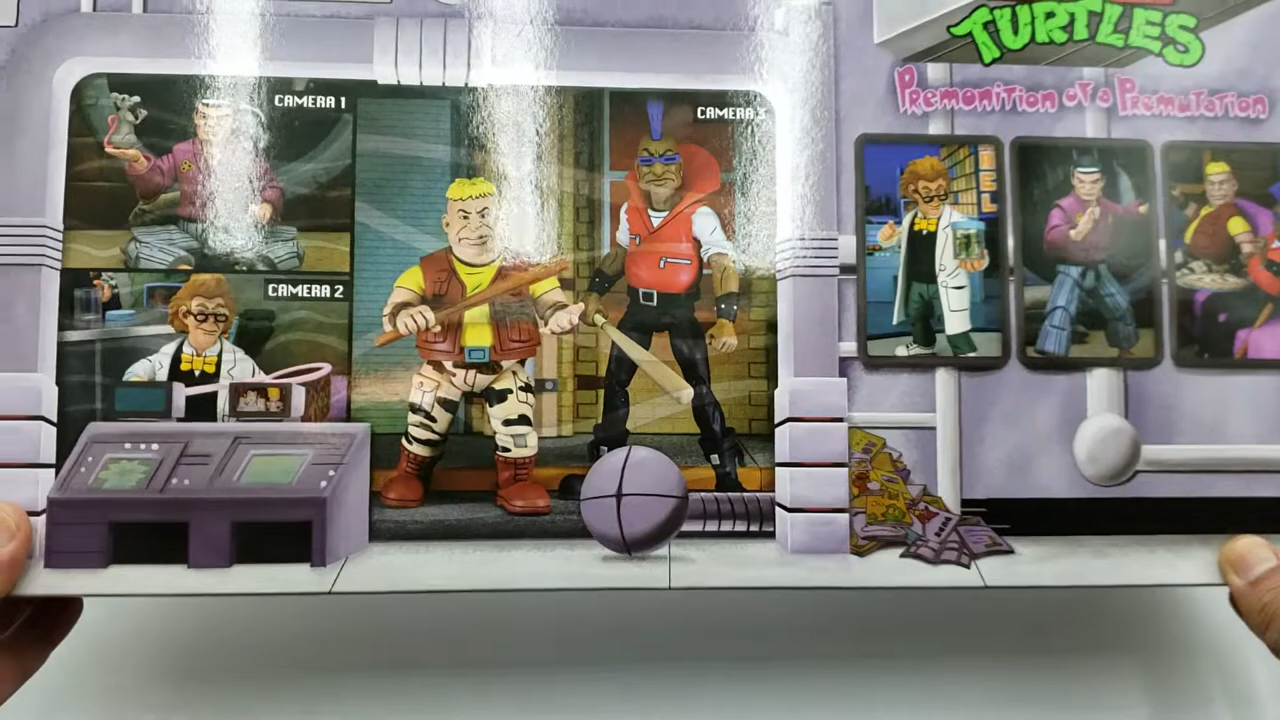 CAMERA 1
CAMERA 2
CAMERA 3
TURTLES
Premonition of a Premutation